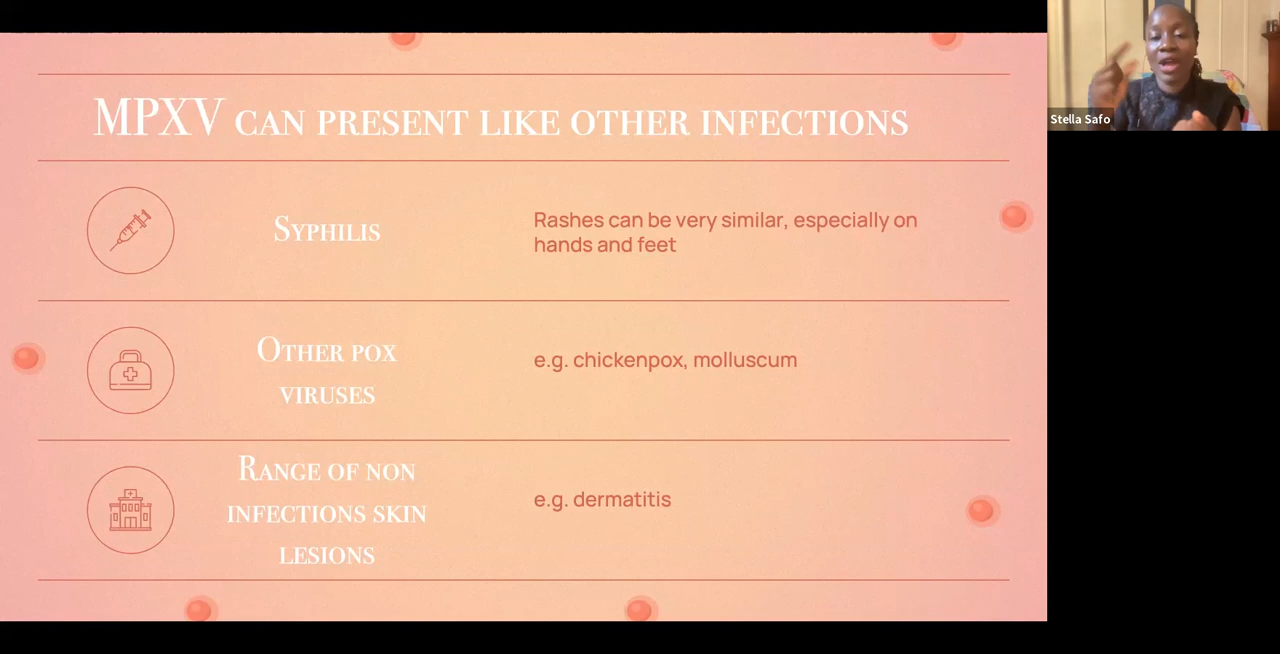 MPXV CAN PRESENT LIKE OTHER INFECTIONS
SYPHILIS
Rashes can be very similar, especially on
hands and feet
OTHER POX
VIRUSES
e.g. chickenpox, molluscum
RANGE OF NON
INFECTIONS SKIN
LESIONS
e.g. dermatitis
Stella Safo